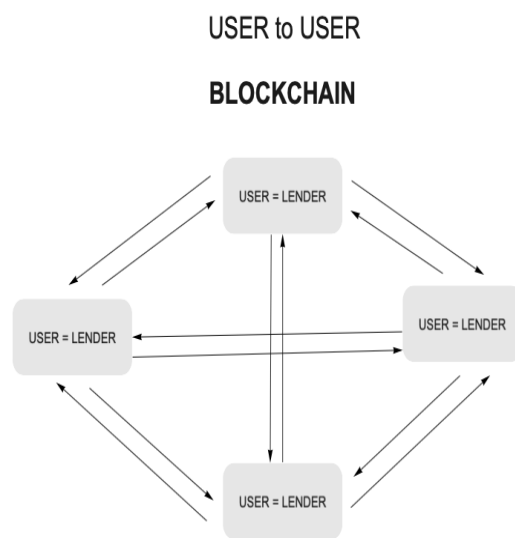 USER to USER
BLOCKCHAIN
USER = LENDER
USER = LENDER
USER = LENDER
USER = LENDER